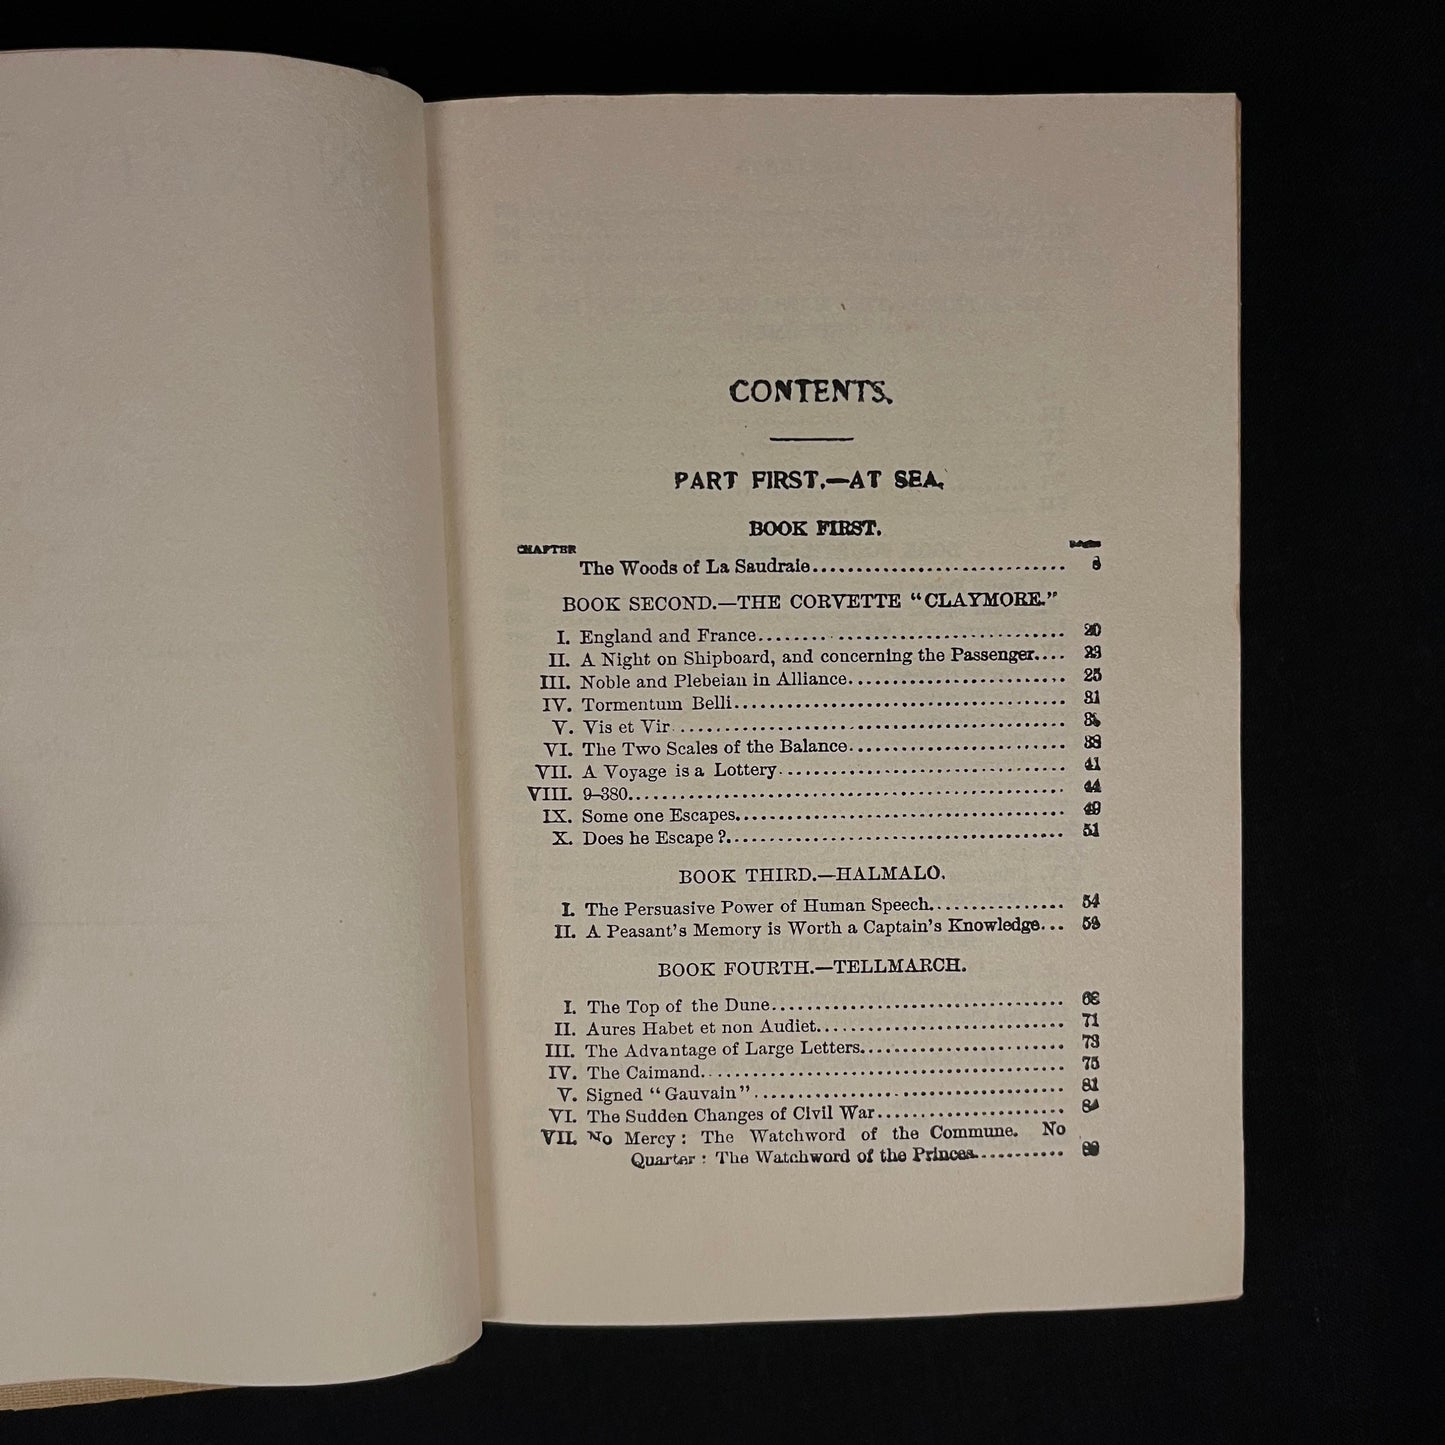 CONTENTS.
PART FIRST.—AT SEA.
BOOK FIRST.
CHAPTER
The Woods of La Saudraie
BOOK SECOND.—THE CORVETTE "CLAYMORE."
I. England and France 20
II. A Night on Shipboard, and concerning the Passenger 23
III. Noble and Plebeian in Alliance 25
IV. Tormentum Belli 31
V. Vis et Vir
VI. The Two Scales of the Balance 38
VII. A Voyage is a Lottery 41
VIII. 9–380 44
IX. Some one Escapes 49
X. Does he Escape? 51
BOOK THIRD.—HALMALO.
I. The Persuasive Power of Human Speech 54
II. A Peasant's Memory is Worth a Captain's Knowledge
BOOK FOURTH.—TELLMARCH.
I. The Top of the Dune
II. Aures Habet et non Audiet 71
III. The Advantage of Large Letters 73
IV. The Caimand 75
V. Signed "Gauvain" 81
VI. The Sudden Changes of Civil War 84
VII. No Mercy: The Watchword of the Commune. No
Quarter: The Watchword of the Princes